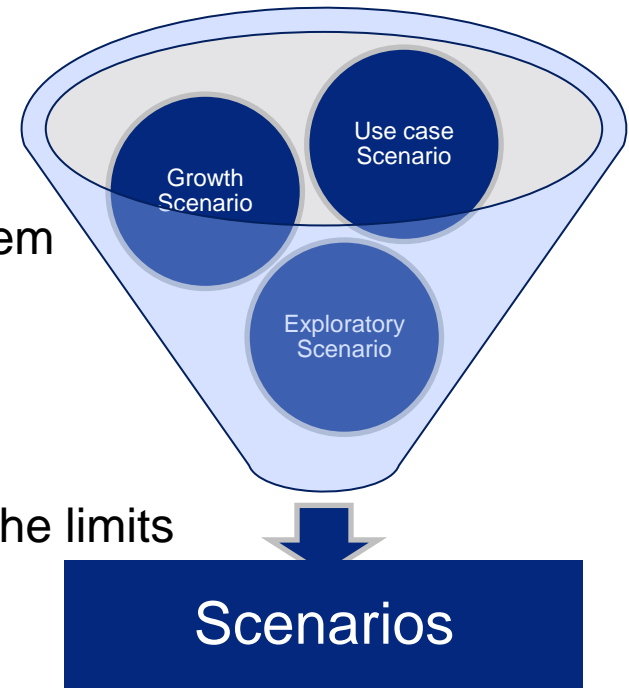 Use case
Scenario
Growth
Scenario
em
Exploratory
Scenario
he limits
Scenarios